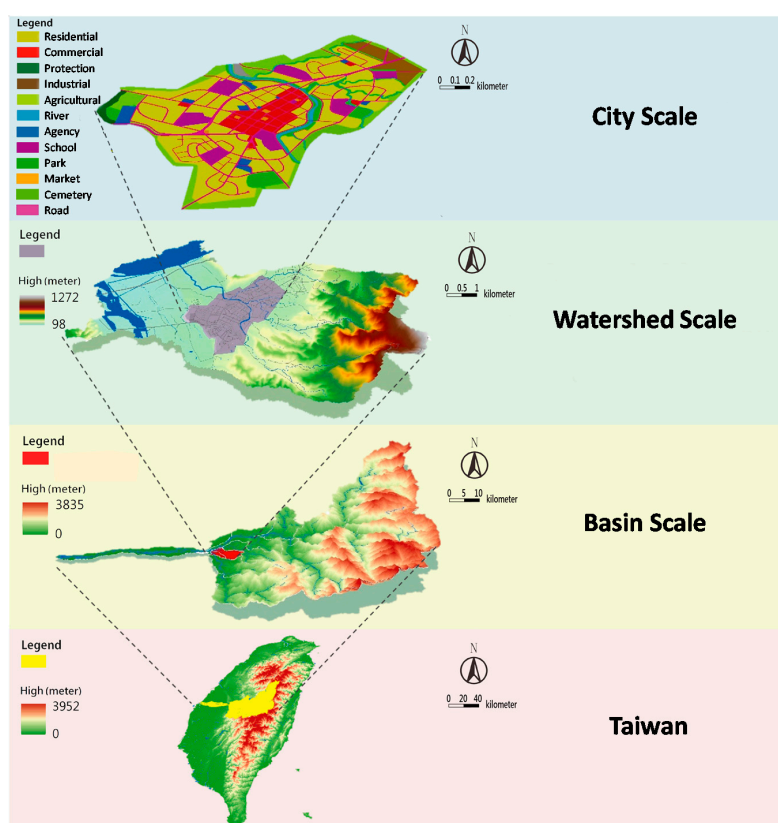 Legend
Residential
Commercial
Protection
Industrial
Agricultural
River
Agency
School
Park
Market
Cemetery
Road
N
0 0.1 0.2 kilometer
City Scale
Legend
High (meter)
1272
98
N
0 0.5 1 kilometer
Watershed Scale
Legend
High (meter)
3835
0
N
0 5 10 kilometer
Basin Scale
Legend
High (meter)
3952
0
N
0 20 40 kilometer
Taiwan